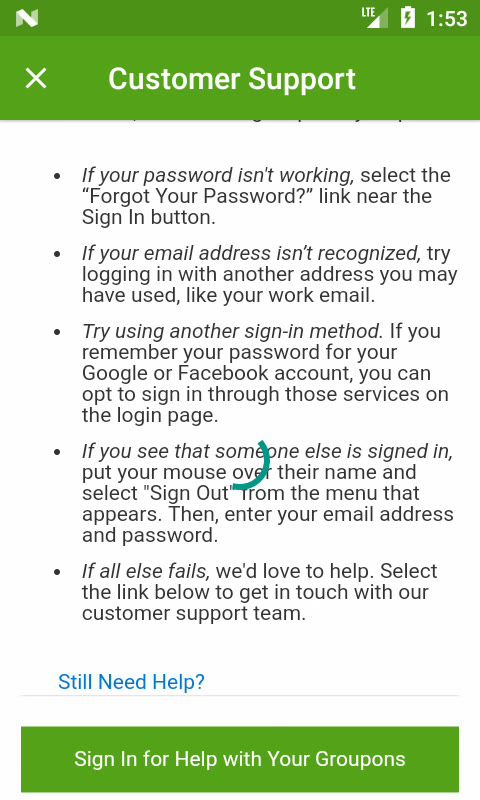 LTE 1:53
Customer Support
If your password isn't working, select the
“Forgot Your Password?” link near the
Sign In button.
If your email address isn’t recognized, try
logging in with another address you may
have used, like your work email.
Try using another sign-in method. If you
remember your password for your
Google or Facebook account, you can
opt to sign in through those services on
the login page.
If you see that someone else is signed in,
put your mouse over their name and
select "Sign Out" from the menu that
appears. Then, enter your email address
and password.
If all else fails, we'd love to help. Select
the link below to get in touch with our
customer support team.
Still Need Help?
Sign In for Help with Your Groupons